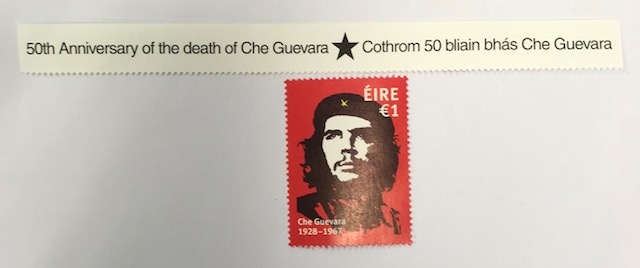 50th Anniversary of the death of Che Guevara ★ Cothrom 50 bliain bhás Che Guevara
ÉIRE
€1
Che Guevara
1928–1967